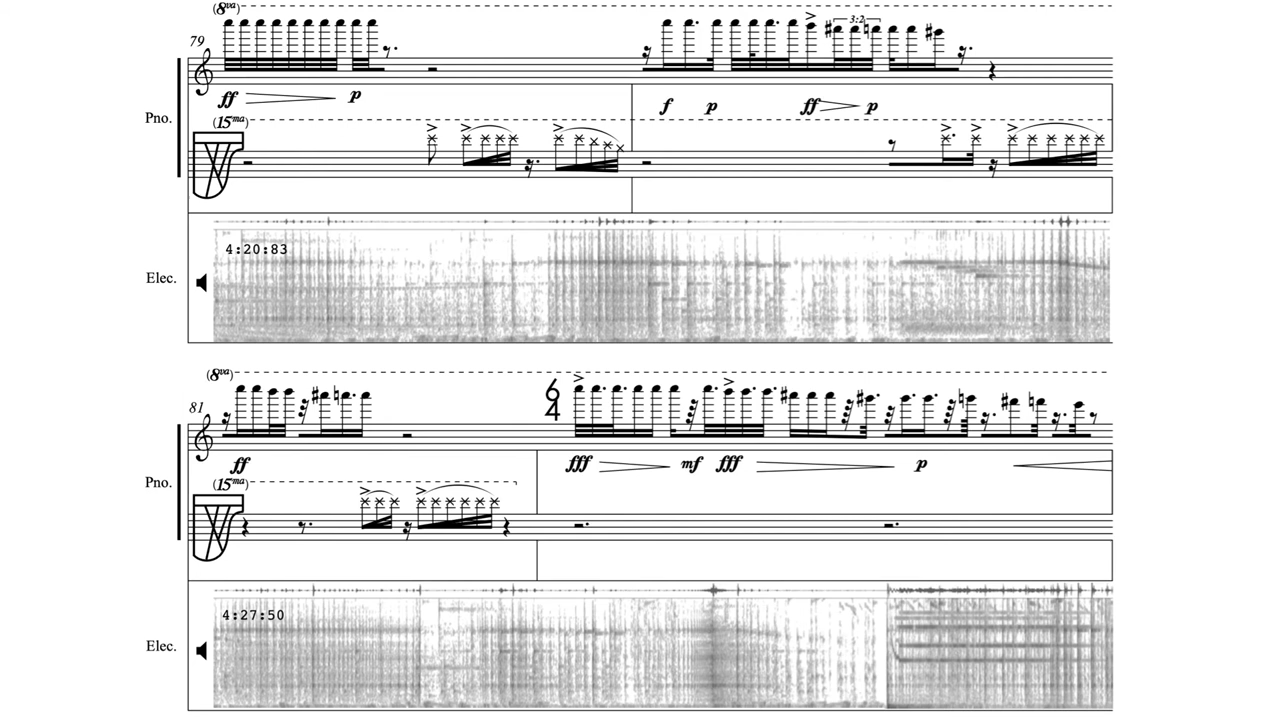 (8va)
79
3:2
ff p f p ff p
Pno.
(15ma)
4:20:83
Elec.
(8va)
81
6
4
ff fff mf fff p
Pno.
(15ma)
4:27:50
Elec.